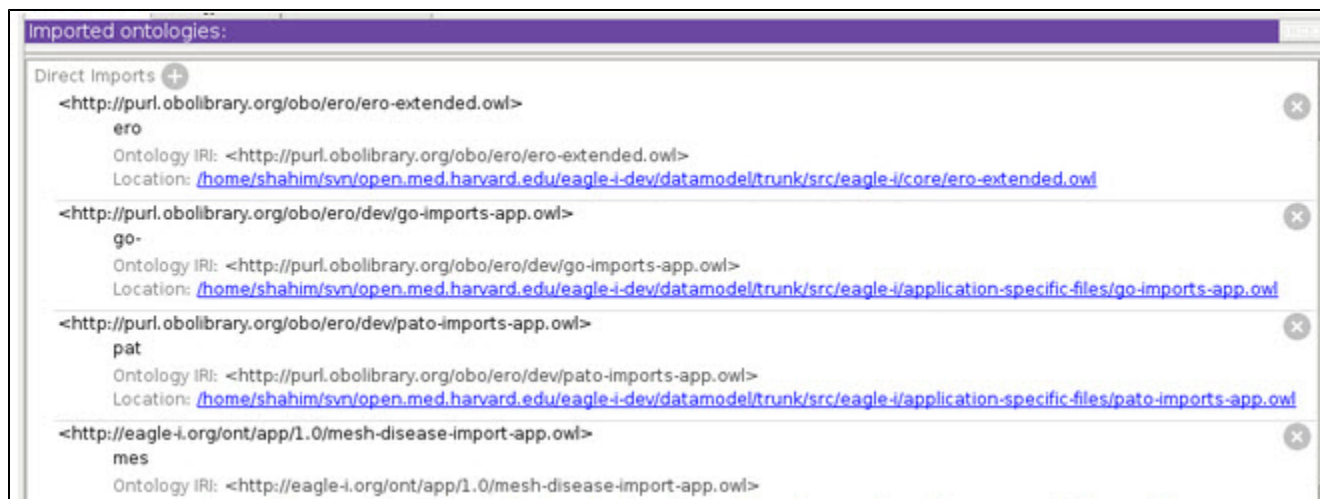 Imported ontologies:
Direct Imports
<http://purl.obolibrary.org/obo/ero/ero-extended.owl>
ero
Ontology IRI: <http://purl.obolibrary.org/obo/ero/ero-extended.owl>
Location: /home/shahim/svn/open.med.harvard.edu/eagle-i-dev/datamodel/trunk/src/eagle-i/core/ero-extended.owl
<http://purl.obolibrary.org/obo/ero/dev/go-imports-app.owl>
go-
Ontology IRI: <http://purl.obolibrary.org/obo/ero/dev/go-imports-app.owl>
Location: /home/shahim/svn/open.med.harvard.edu/eagle-i-dev/datamodel/trunk/src/eagle-i/application-specific-files/go-imports-app.owl
<http://purl.obolibrary.org/obo/ero/dev/pato-imports-app.owl>
pat
Ontology IRI: <http://purl.obolibrary.org/obo/ero/dev/pato-imports-app.owl>
Location: /home/shahim/svn/open.med.harvard.edu/eagle-i-dev/datamodel/trunk/src/eagle-i/application-specific-files/pato-imports-app.owl
<http://eagle-i.org/ont/app/1.0/mesh-disease-import-app.owl>
mes
Ontology IRI: <http://eagle-i.org/ont/app/1.0/mesh-disease-import-app.owl>